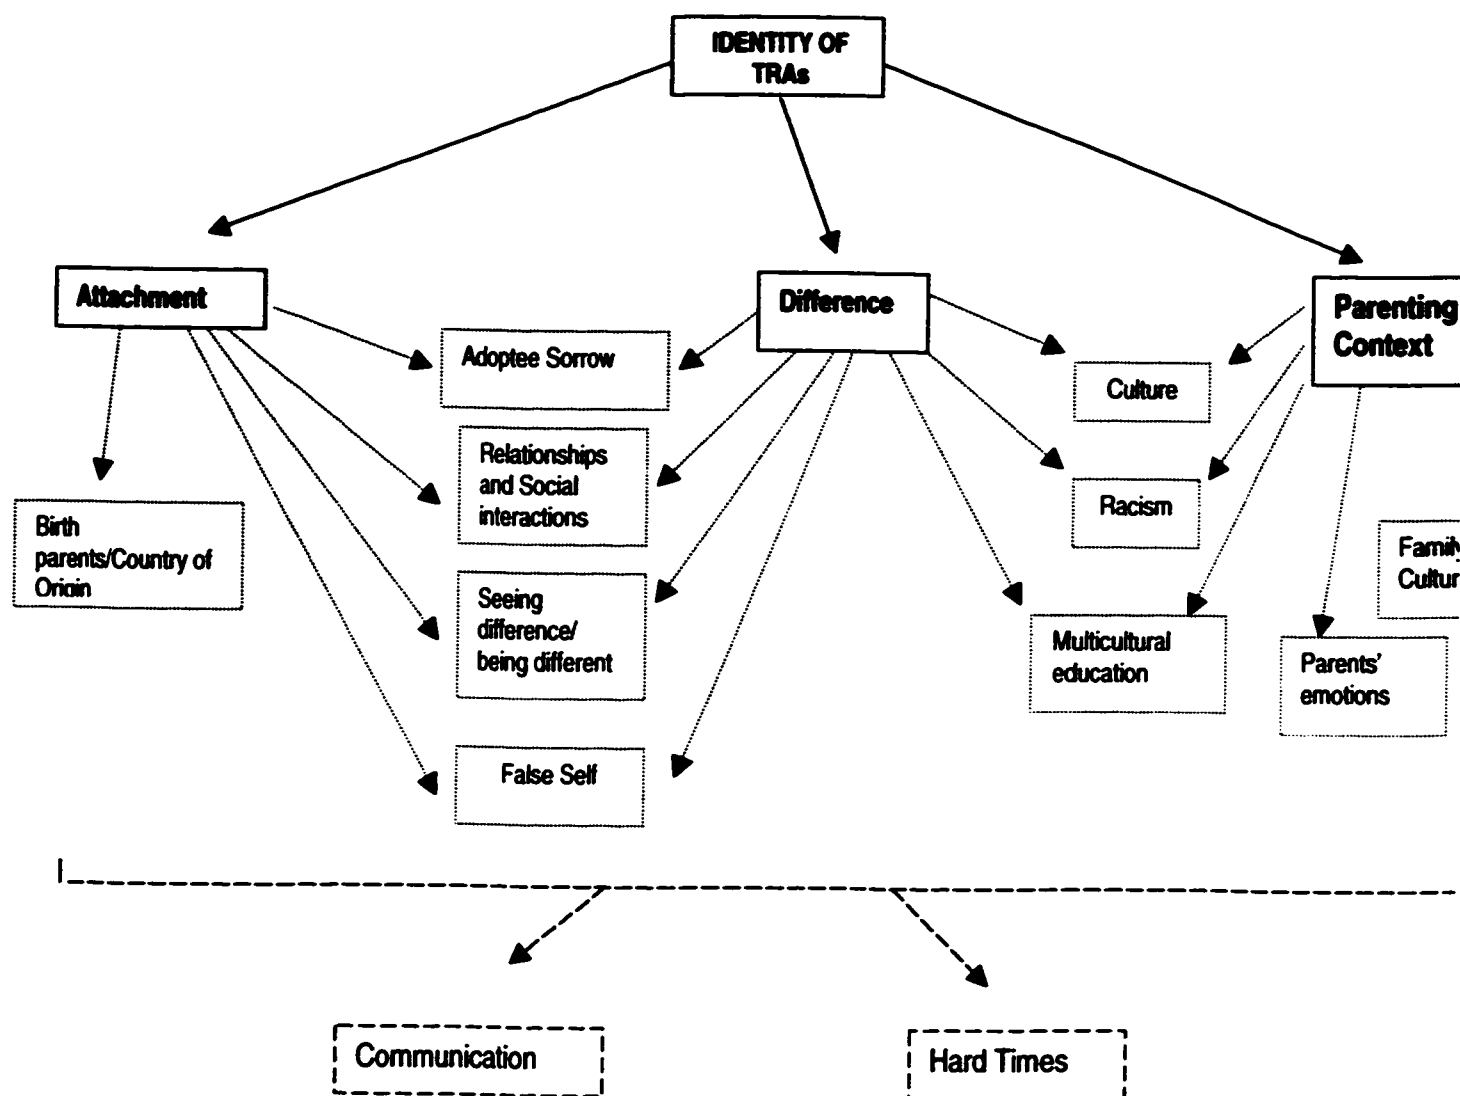 IDENTITY OF
TRAs
Attachment
Difference
Parenting
Context
Adoptee Sorrow
Culture
Relationships
and Social
interactions
Racism
Birth
parents/Country of
Origin
Seeing
difference/
being different
Multicultural
education
Parents'
emotions
False Self
Communication
Hard Times